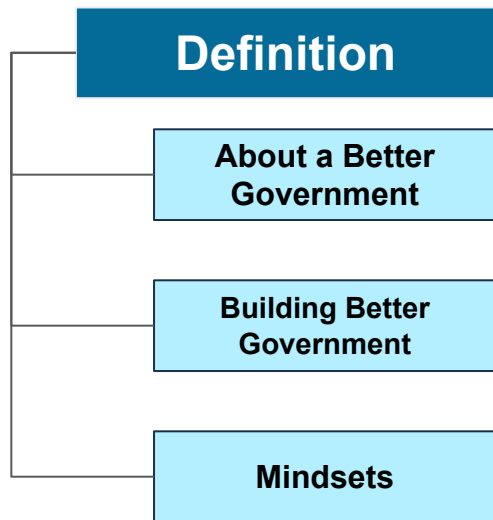 Definition
About a Better
Government
Building Better
Government
Mindsets